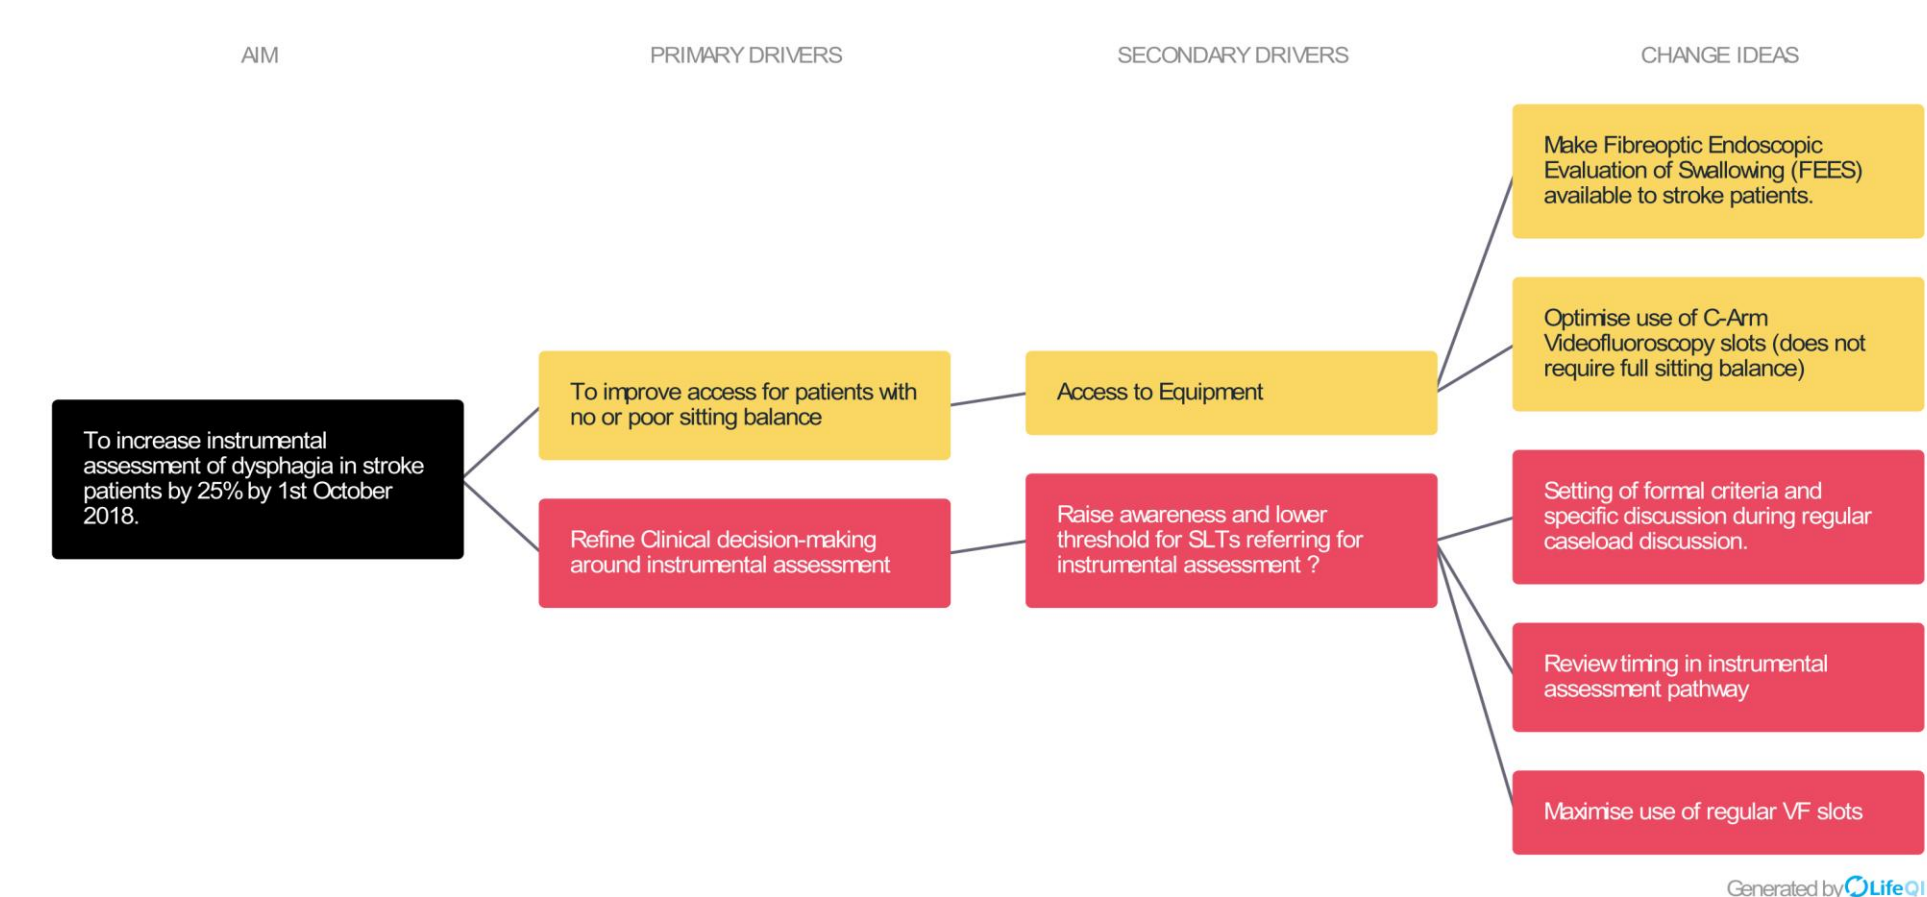 AIM
PRIMARY DRIVERS
SECONDARY DRIVERS
CHANGE IDEAS
To increase instrumental
assessment of dysphagia in stroke
patients by 25% by 1st October
2018.
To improve access for patients with
no or poor sitting balance
Refine Clinical decision-making
around instrumental assessment
Access to Equipment
Raise awareness and lower
threshold for SLTs referring for
instrumental assessment ?
Make Fibreoptic Endoscopic
Evaluation of Swallowing (FEES)
available to stroke patients.
Optimise use of C-Arm
Videofluoroscopy slots (does not
require full sitting balance)
Setting of formal criteria and
specific discussion during regular
caseload discussion.
Review timing in instrumental
assessment pathway
Maximise use of regular VF slots
Generated by LifeQI